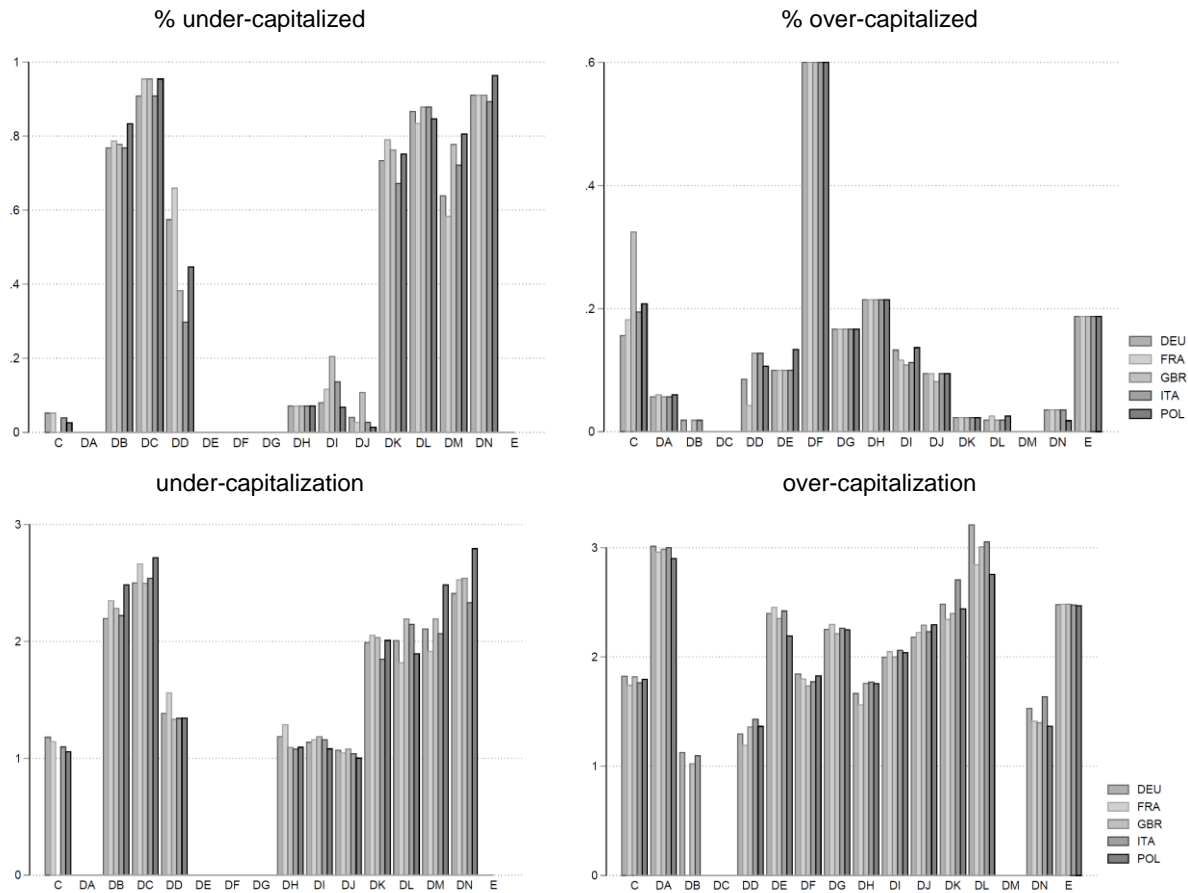 % under-capitalized
1
.8
.6
.4
.2
0
C DA DB DC DD DE DF DG DH DI DJ DK DL DM DN E
% over-capitalized
.6
.4
.2
0
C DA DB DC DD DE DF DG DH DI DJ DK DL DM DN E
DEU
FRA
GBR
ITA
POL
under-capitalization
3
2
1
0
C DA DB DC DD DE DF DG DH DI DJ DK DL DM DN E
over-capitalization
3
2
1
0
C DA DB DC DD DE DF DG DH DI DJ DK DL DM DN E
DEU
FRA
GBR
ITA
POL